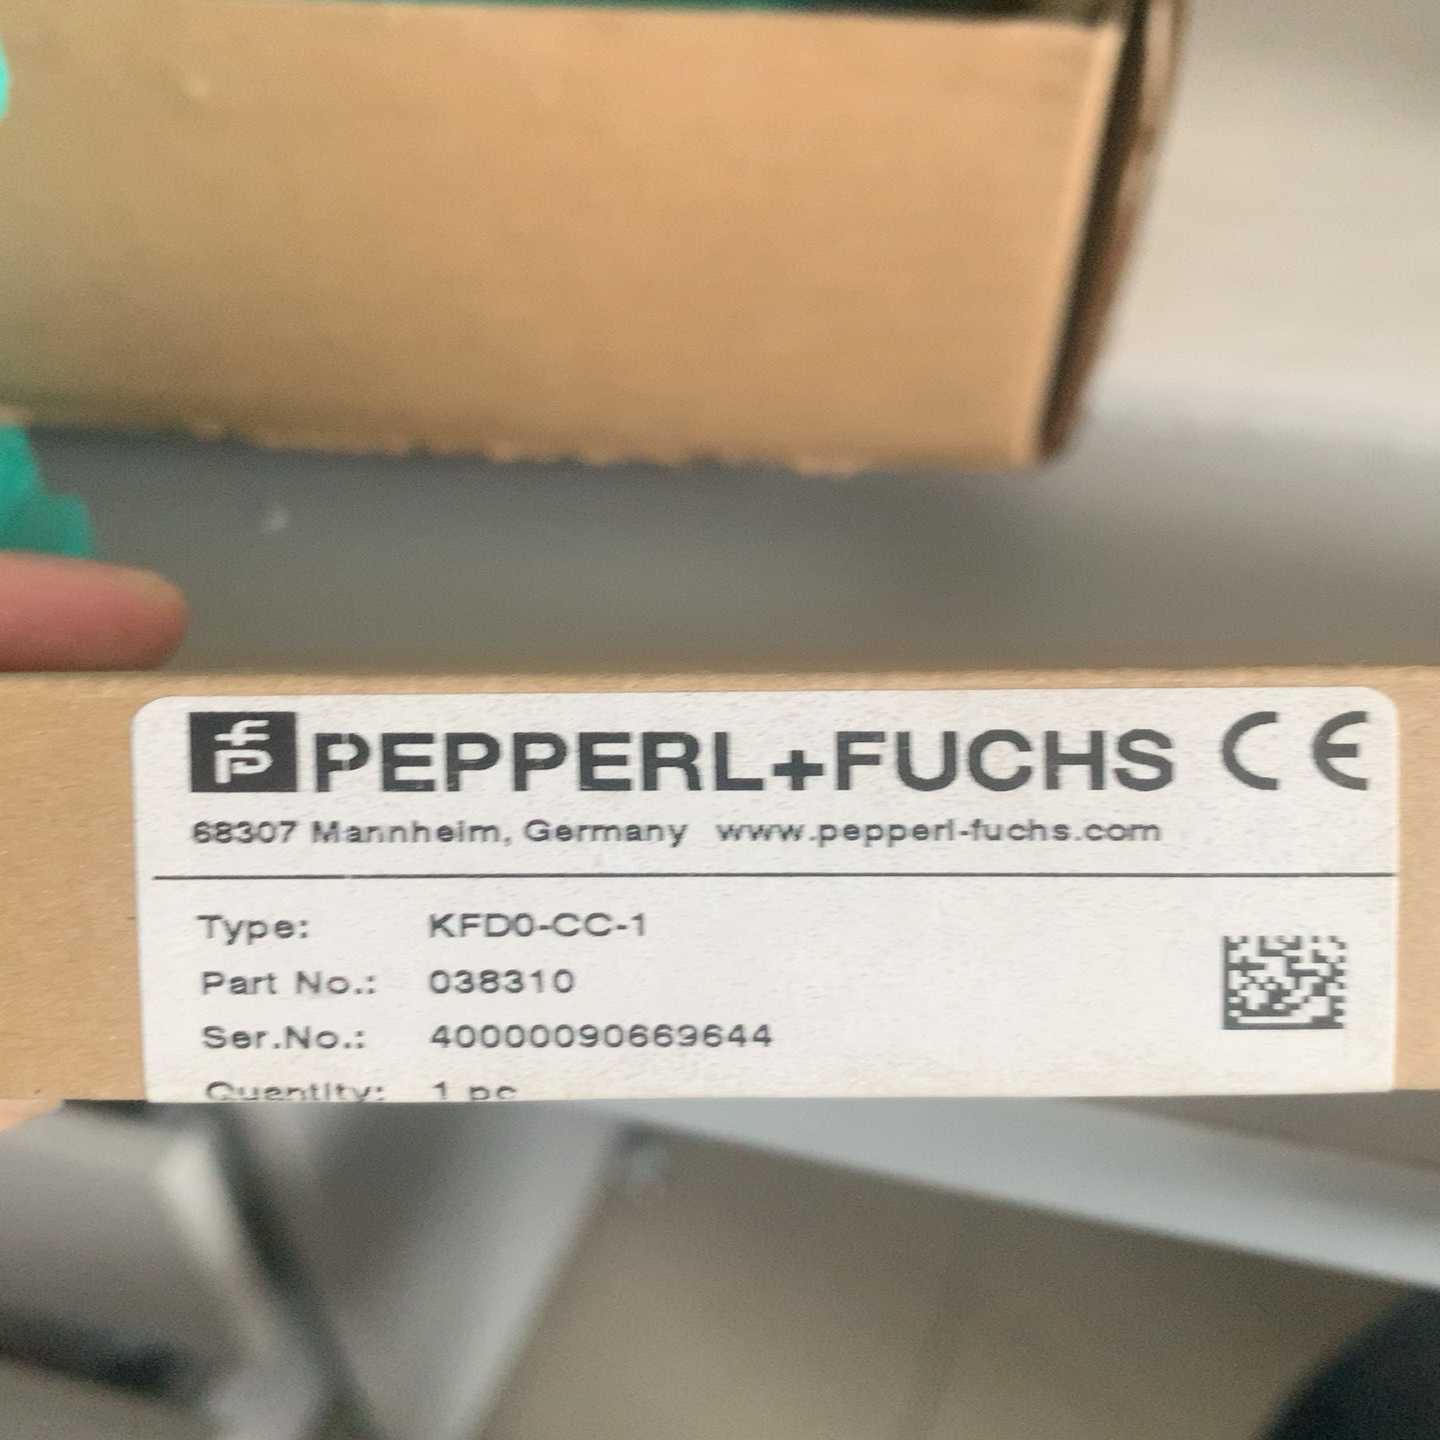 PEPPERL+FUCHS CE
68307 Mannheim, Germany www.pepperl-fuchs.com
Type: KFD0-CC-1
Part No.: 038310
Ser.No.: 40000090669644
Quantity: 1 pc